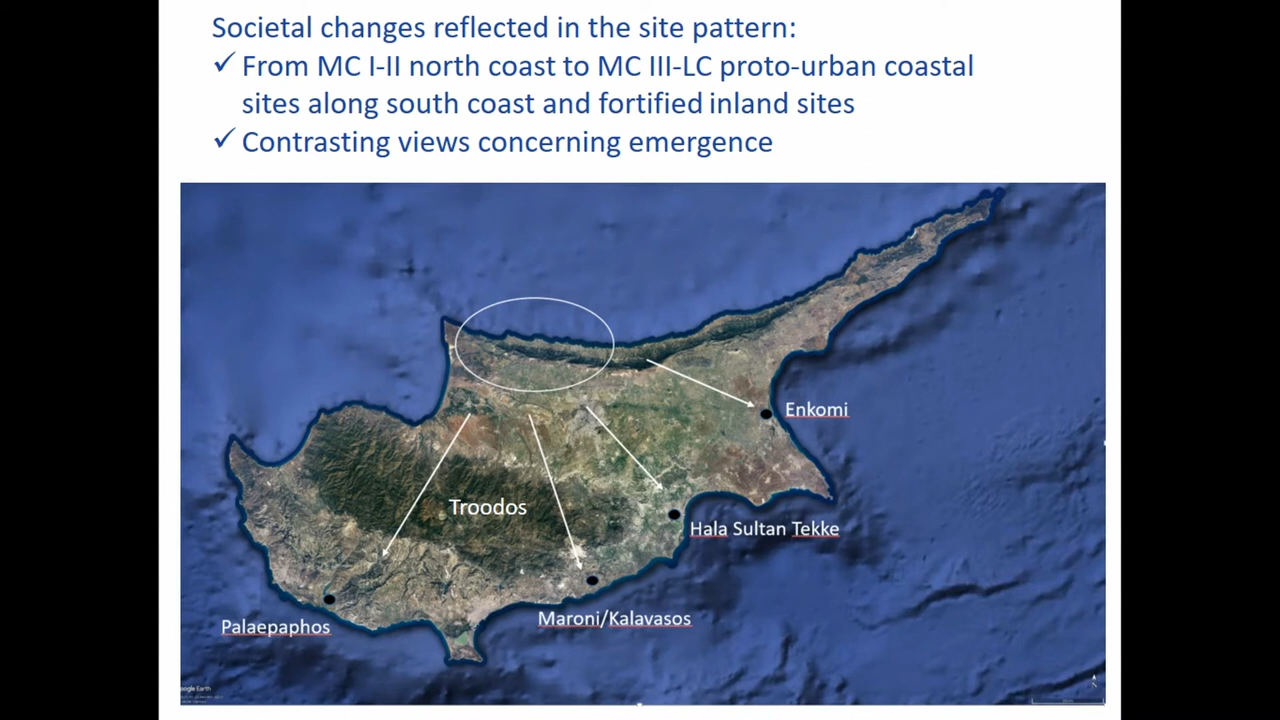 Societal changes reflected in the site pattern:
✓ From MC I-II north coast to MC III-LC proto-urban coastal
sites along south coast and fortified inland sites
✓ Contrasting views concerning emergence
Enkomi
Troodos
Hala Sultan Tekke
Maroni/Kalavasos
Palaepaphos
Google Earth